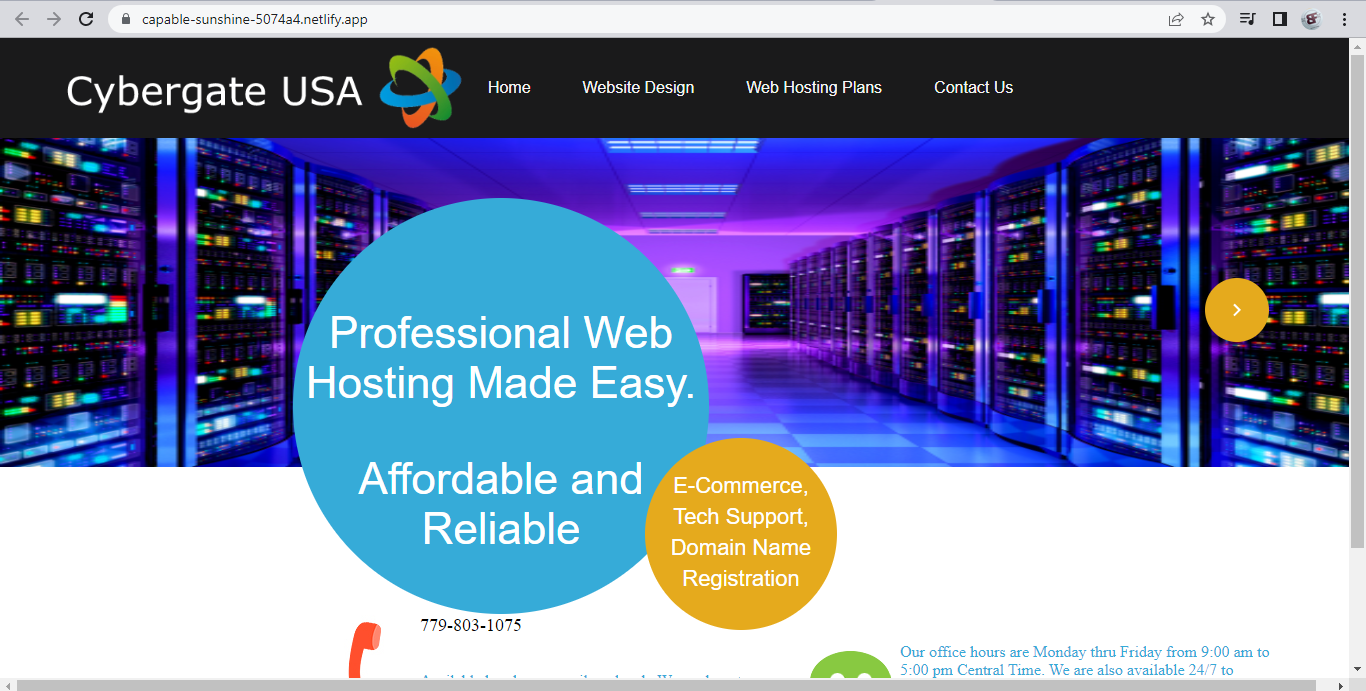 capable-sunshine-5074a4.netlify.app
Cybergate USA
Home
Website Design
Web Hosting Plans
Contact Us
Professional Web
Hosting Made Easy.
Affordable and
Reliable
E-Commerce,
Tech Support,
Domain Name
Registration
779-803-1075
Our office hours are Monday thru Friday from 9:00 am to
5:00 pm Central Time. We are also available 24/7 to